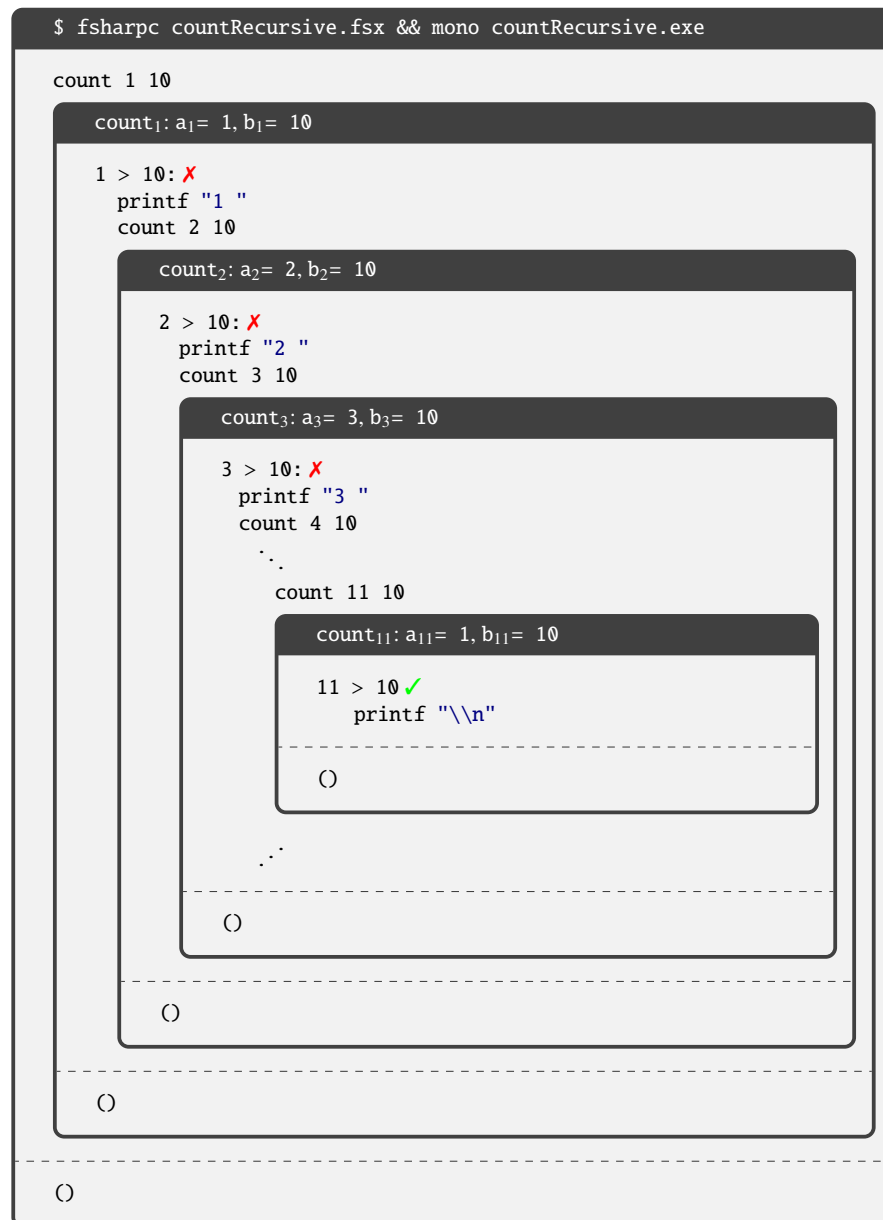 $ fsharpc countRecursive.fsx && mono countRecursive.exe
count 1 10
count₁: a₁= 1, b₁= 10
1 > 10: ✗
printf "1 "
count 2 10
count₂: a₂= 2, b₂= 10
2 > 10: ✗
printf "2 "
count 3 10
count₃: a₃= 3, b₃= 10
3 > 10: ✗
printf "3 "
count 4 10
⋱
count 11 10
count₁₁: a₁₁= 1, b₁₁= 10
11 > 10 ✓
printf "\\n"
()
⋰
()
()
()
()